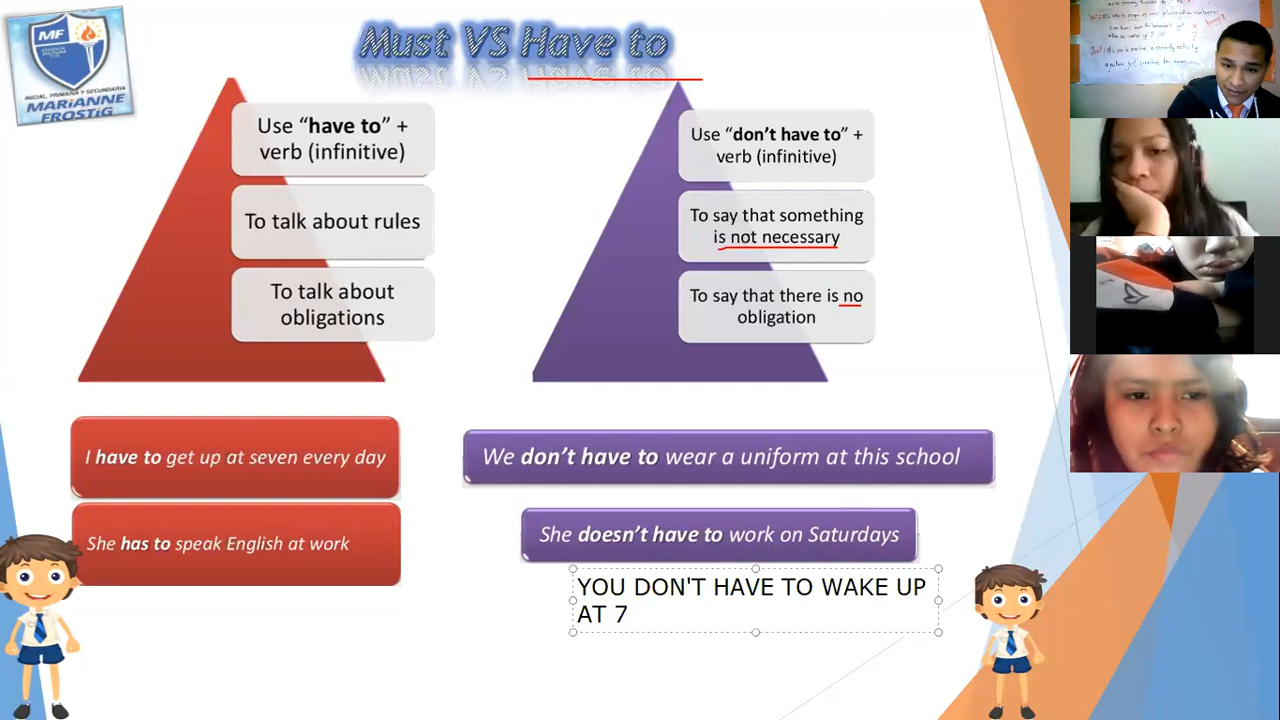 MF
INICIAL, PRIMARIA Y SECUNDARIA
MARIANNE
FROSTIG
Must VS Have to
Use “have to” +
verb (infinitive)
To talk about rules
To talk about
obligations
Use “don’t have to” +
verb (infinitive)
To say that something
is not necessary
To say that there is no
obligation
I have to get up at seven every day
She has to speak English at work
We don’t have to wear a uniform at this school
She doesn’t have to work on Saturdays
YOU DON'T HAVE TO WAKE UP
AT 7